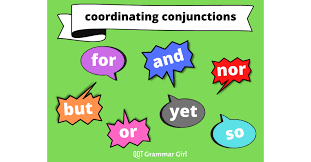 coordinating conjunctions
for
and
nor
but
or
yet
so
Grammar Girl